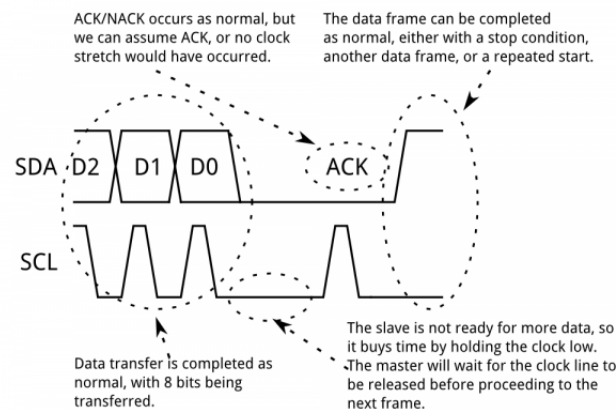 ACK/NACK occurs as normal, but
we can assume ACK, or no clock
stretch would have occurred.
The data frame can be completed
as normal, either with a stop condition,
another data frame, or a repeated start.
SDA D2 D1 D0 ACK
SCL
Data transfer is completed as
normal, with 8 bits being
transferred.
The slave is not ready for more data, so
it buys time by holding the clock low.
The master will wait for the clock line to
be released before proceeding to the
next frame.